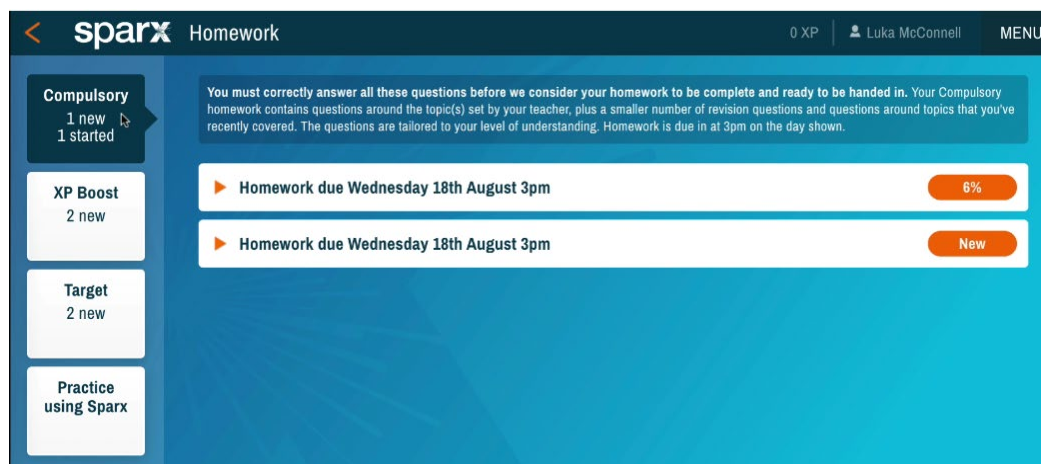 sparx Homework 0 XP Luka McConnell MENU
Compulsory
1 new
1 started
You must correctly answer all these questions before we consider your homework to be complete and ready to be handed in. Your Compulsory
homework contains questions around the topic(s) set by your teacher, plus a smaller number of revision questions and questions around topics that you've
recently covered. The questions are tailored to your level of understanding. Homework is due in at 3pm on the day shown.
Homework due Wednesday 18th August 3pm 6%
Homework due Wednesday 18th August 3pm New
XP Boost
2 new
Target
2 new
Practice
using Sparx